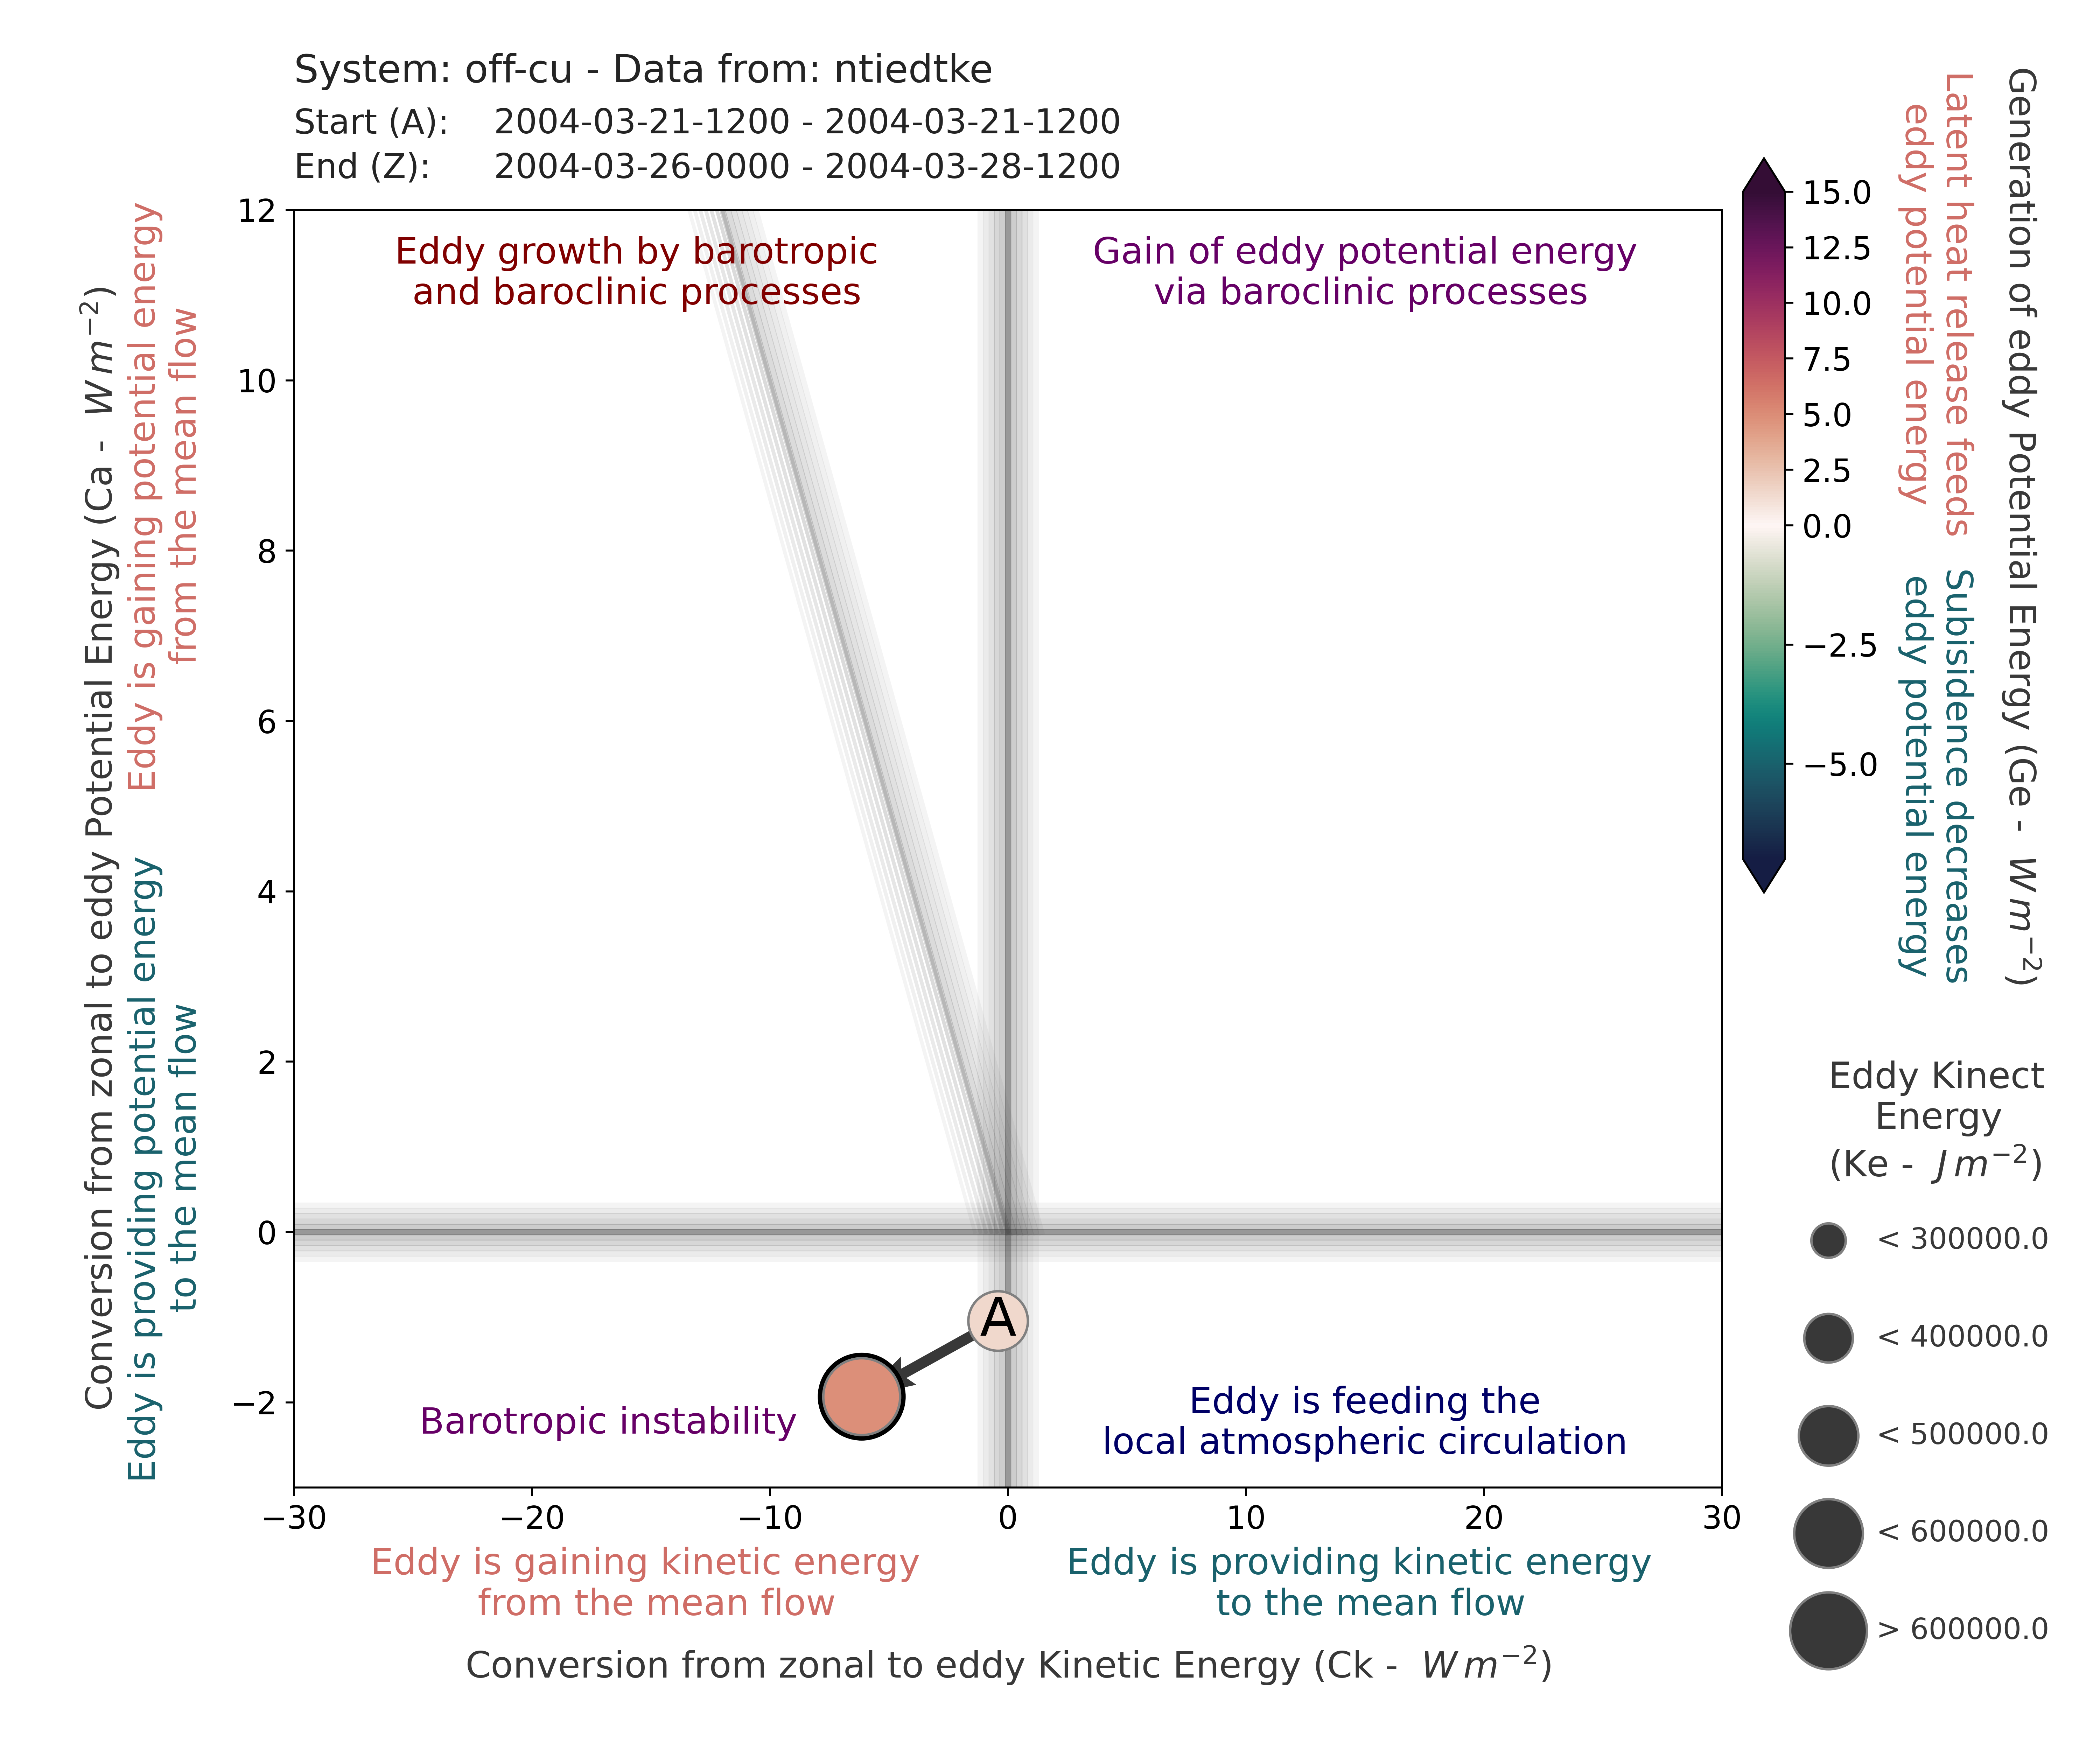 System: off-cu - Data from: ntiedtke
Start (A): 2004-03-21-1200 - 2004-03-21-1200
End (Z): 2004-03-26-0000 - 2004-03-28-1200
Conversion from zonal to eddy Potential Energy (Ca - W m⁻²)
Eddy is gaining potential energy
from the mean flow
Eddy is providing potential energy
to the mean flow
12
10
8
6
4
2
0
−2
Eddy growth by barotropic
and baroclinic processes
Gain of eddy potential energy
via baroclinic processes
A
Barotropic instability
Eddy is feeding the
local atmospheric circulation
−30
−20
−10
0
10
20
30
Eddy is gaining kinetic energy
from the mean flow
Eddy is providing kinetic energy
to the mean flow
Conversion from zonal to eddy Kinetic Energy (Ck - W m⁻²)
15.0
12.5
10.0
7.5
5.0
2.5
0.0
−2.5
−5.0
Latent heat release feeds
eddy potential energy
Subisidence decreases
eddy potential energy
Generation of eddy Potential Energy (Ge - W m⁻²)
Eddy Kinect
Energy
(Ke - J m⁻²)
< 300000.0
< 400000.0
< 500000.0
< 600000.0
> 600000.0